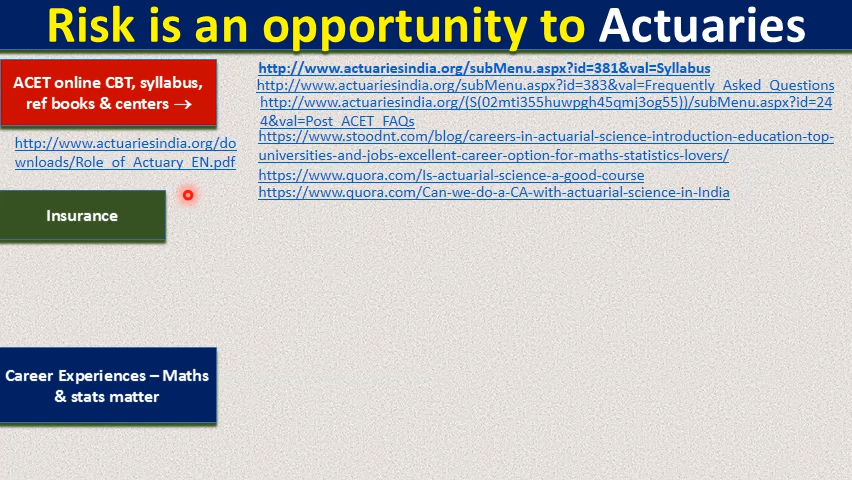 Risk is an opportunity to Actuaries
ACET online CBT, syllabus,
ref books & centers →
http://www.actuariesindia.org/do
wnloads/Role_of_Actuary_EN.pdf
http://www.actuariesindia.org/subMenu.aspx?id=381&val=Syllabus
http://www.actuariesindia.org/subMenu.aspx?id=383&val=Frequently_Asked_Questions
http://www.actuariesindia.org/(S(02mti355huwpgh45qmj3og55))/subMenu.aspx?id=24
4&val=Post_ACET_FAQs
https://www.stoodnt.com/blog/careers-in-actuarial-science-introduction-education-top-
universities-and-jobs-excellent-career-option-for-maths-statistics-lovers/
https://www.quora.com/Is-actuarial-science-a-good-course
https://www.quora.com/Can-we-do-a-CA-with-actuarial-science-in-India
Insurance
Career Experiences – Maths
& stats matter